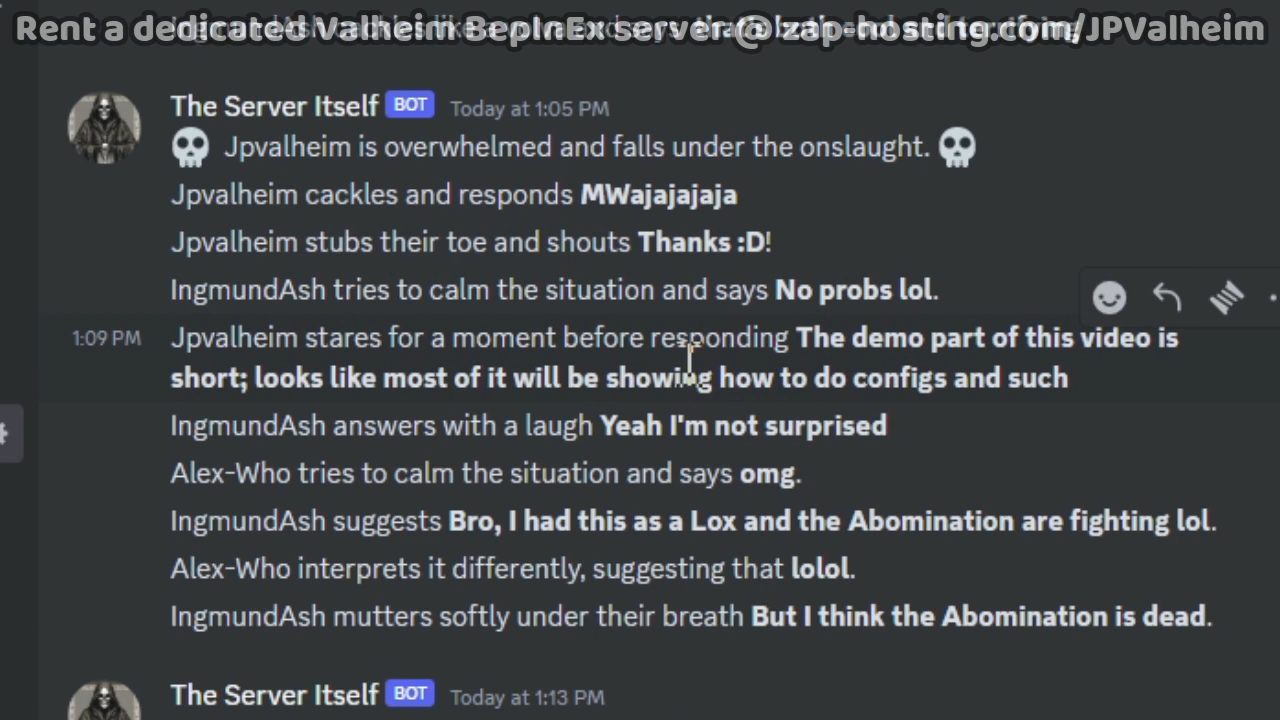 Rent a dedicated Valheim BepInEx server @ zap-hosting.com/JPValheim
The Server Itself BOT Today at 1:05 PM
Jpvalheim is overwhelmed and falls under the onslaught.
Jpvalheim cackles and responds MWajajajaja
Jpvalheim stubs their toe and shouts Thanks :D!
IngmundAsh tries to calm the situation and says No probs lol.
1:09 PM Jpvalheim stares for a moment before responding The demo part of this video is
short; looks like most of it will be showing how to do configs and such
IngmundAsh answers with a laugh Yeah I'm not surprised
Alex-Who tries to calm the situation and says omg.
IngmundAsh suggests Bro, I had this as a Lox and the Abomination are fighting lol.
Alex-Who interprets it differently, suggesting that lolol.
IngmundAsh mutters softly under their breath But I think the Abomination is dead.
The Server Itself BOT Today at 1:13 PM